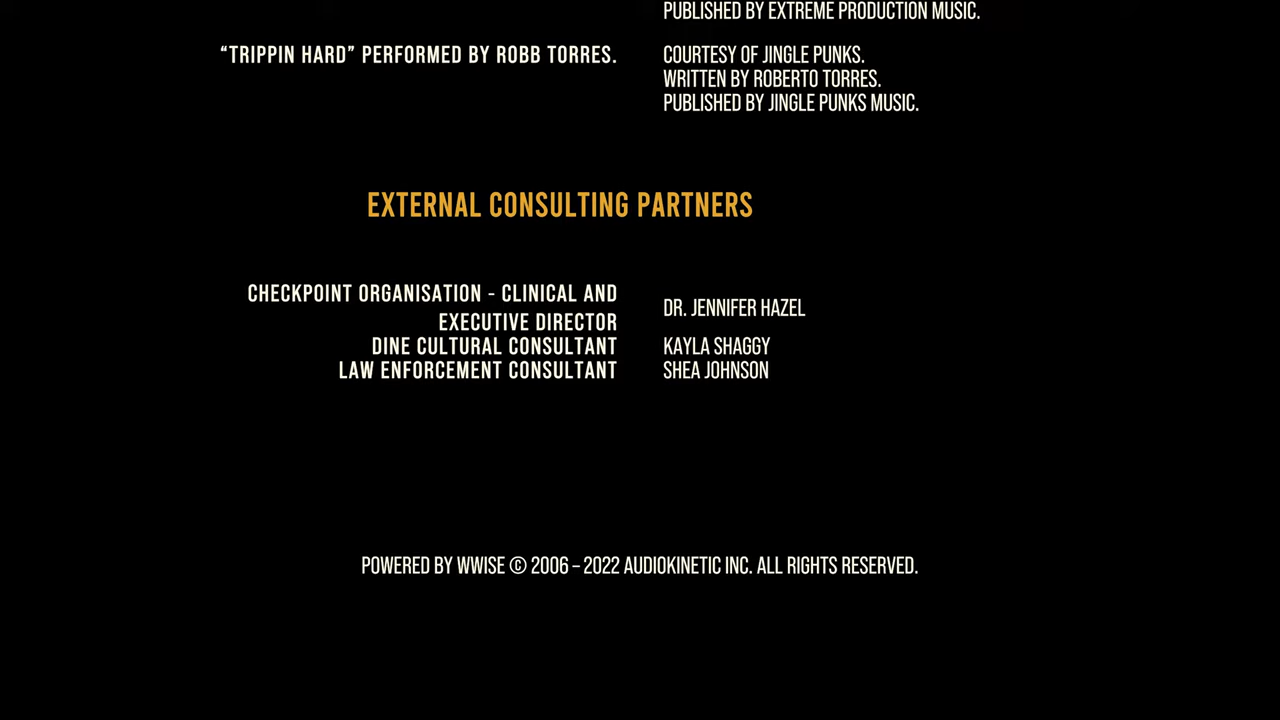 PUBLISHED BY EXTREME PRODUCTION MUSIC.
“TRIPPIN HARD” PERFORMED BY ROBB TORRES. COURTESY OF JINGLE PUNKS.
WRITTEN BY ROBERTO TORRES.
PUBLISHED BY JINGLE PUNKS MUSIC.
EXTERNAL CONSULTING PARTNERS
CHECKPOINT ORGANISATION - CLINICAL AND
EXECUTIVE DIRECTOR
DR. JENNIFER HAZEL
DINE CULTURAL CONSULTANT KAYLA SHAGGY
LAW ENFORCEMENT CONSULTANT SHEA JOHNSON
POWERED BY WWISE © 2006 – 2022 AUDIOKINETIC INC. ALL RIGHTS RESERVED.